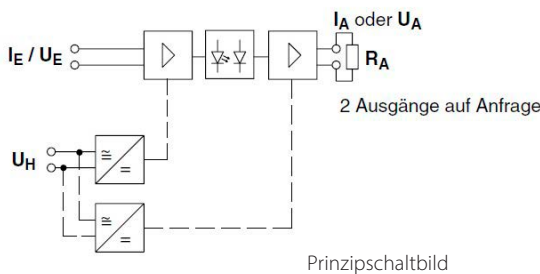 I_A oder U_A
I_E / U_E
R_A
2 Ausgänge auf Anfrage
U_H
≅
=
≅
=
Prinzipschaltbild